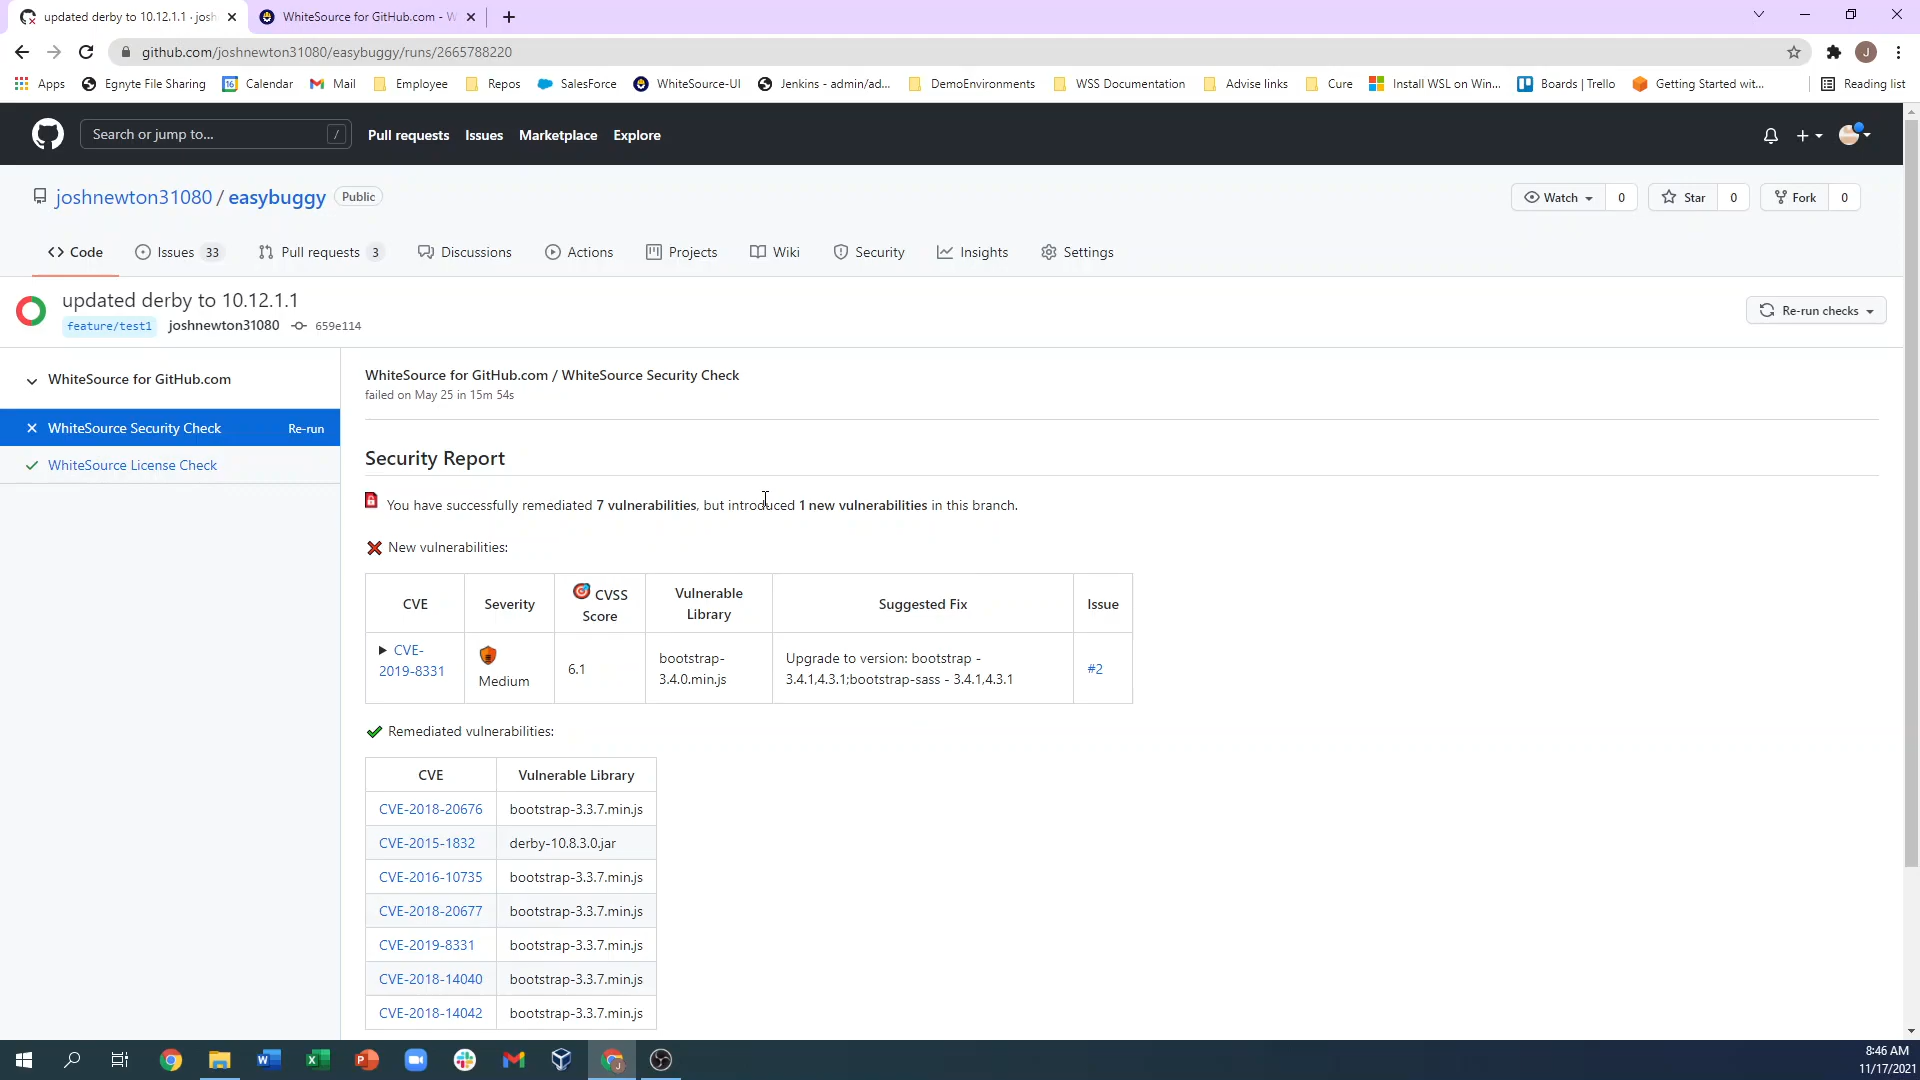 updated derby to 10.12.1.1 · josh
WhiteSource for GitHub.com - W
github.com/joshnewton31080/easybuggy/runs/2665788220
J
Apps
Egnyte File Sharing
16
Calendar
Mail
Employee
Repos
SalesForce
WhiteSource-UI
Jenkins - admin/ad...
DemoEnvironments
WSS Documentation
Advise links
Cure
Install WSL on Win...
Boards | Trello
Getting Started wit...
Reading list
Search or jump to...
/
Pull requests
Issues
Marketplace
Explore
joshnewton31080 / easybuggy
Public
Watch
0
Star
0
Fork
0
Code
Issues 33
Pull requests 3
Discussions
Actions
Projects
Wiki
Security
Insights
Settings
updated derby to 10.12.1.1
feature/test1
joshnewton31080
659e114
Re-run checks
WhiteSource for GitHub.com
WhiteSource Security Check
Re-run
WhiteSource License Check
WhiteSource for GitHub.com / WhiteSource Security Check
failed on May 25 in 15m 54s
Security Report
You have successfully remediated 7 vulnerabilities, but introduced 1 new vulnerabilities in this branch.
New vulnerabilities:
CVE
Severity
CVSS
Score
Vulnerable
Library
Suggested Fix
Issue
CVE-
2019-8331
Medium
6.1
bootstrap-
3.4.0.min.js
Upgrade to version: bootstrap -
3.4.1,4.3.1;bootstrap-sass - 3.4.1,4.3.1
#2
Remediated vulnerabilities:
CVE
Vulnerable Library
CVE-2018-20676
bootstrap-3.3.7.min.js
CVE-2015-1832
derby-10.8.3.0.jar
CVE-2016-10735
bootstrap-3.3.7.min.js
CVE-2018-20677
bootstrap-3.3.7.min.js
CVE-2019-8331
bootstrap-3.3.7.min.js
CVE-2018-14040
bootstrap-3.3.7.min.js
CVE-2018-14042
bootstrap-3.3.7.min.js
8:46 AM
11/17/2021